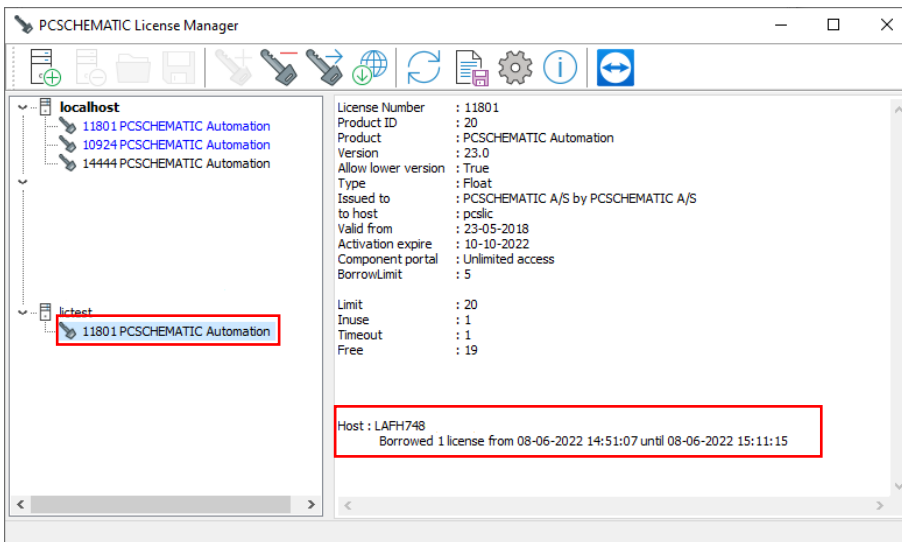 PCSCHEMATIC License Manager
localhost
11801 PCSCHEMATIC Automation
10924 PCSCHEMATIC Automation
14444 PCSCHEMATIC Automation
lictest
11801 PCSCHEMATIC Automation
License Number : 11801
Product ID : 20
Product : PCSCHEMATIC Automation
Version : 23.0
Allow lower version : True
Type : Float
Issued to : PCSCHEMATIC A/S by PCSCHEMATIC A/S
to host : pcslic
Valid from : 23-05-2018
Activation expire : 10-10-2022
Component portal : Unlimited access
BorrowLimit : 5
Limit : 20
Inuse : 1
Timeout : 1
Free : 19
Host : LAFH748
Borrowed 1 license from 08-06-2022 14:51:07 until 08-06-2022 15:11:15